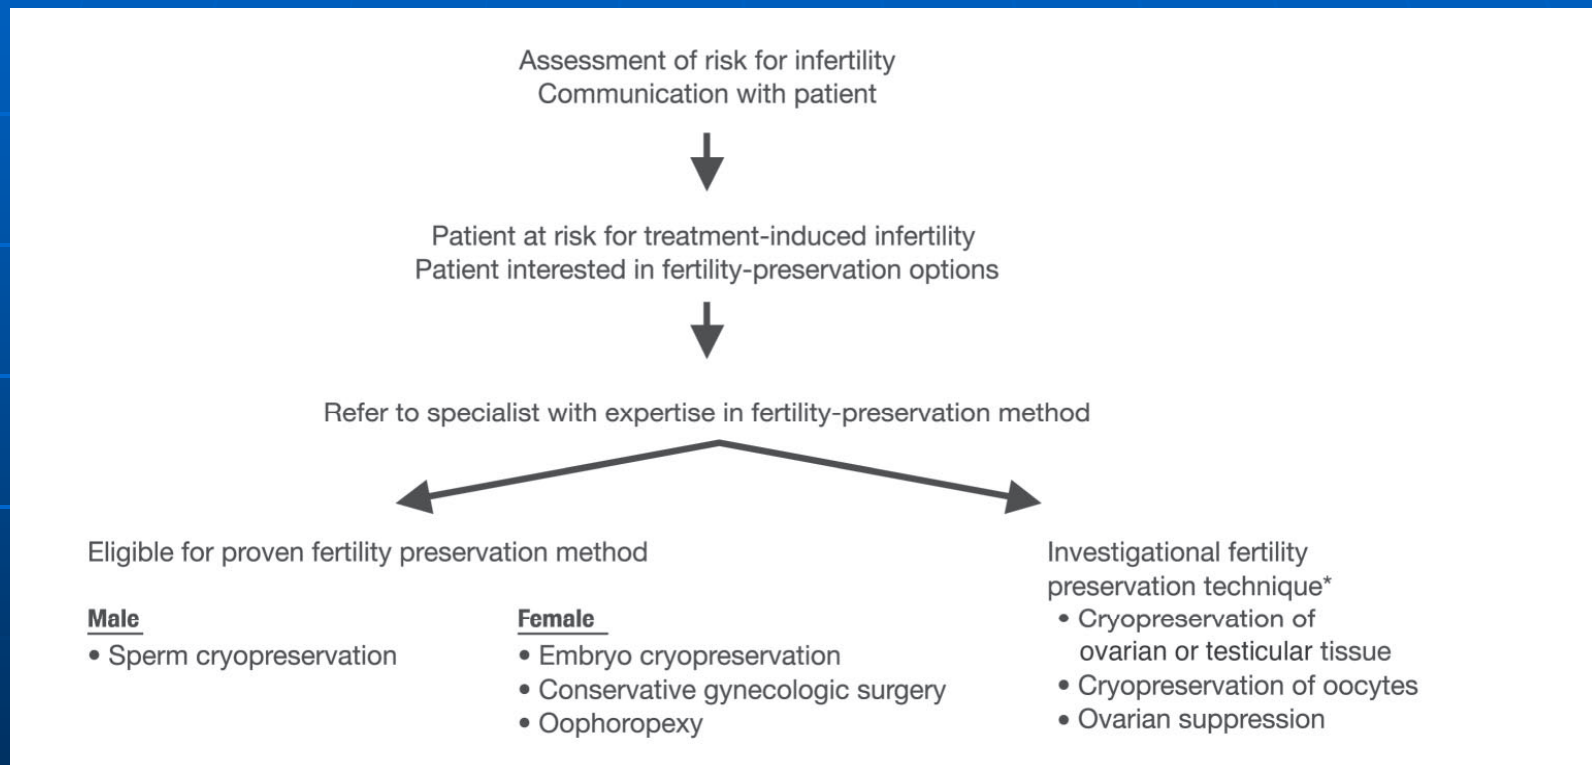 Assessment of risk for infertility
Communication with patient
Patient at risk for treatment-induced infertility
Patient interested in fertility-preservation options
Refer to specialist with expertise in fertility-preservation method
Eligible for proven fertility preservation method
Male
• Sperm cryopreservation
Female
• Embryo cryopreservation
• Conservative gynecologic surgery
• Oophoropexy
Investigational fertility
preservation technique*
• Cryopreservation of
ovarian or testicular tissue
• Cryopreservation of oocytes
• Ovarian suppression